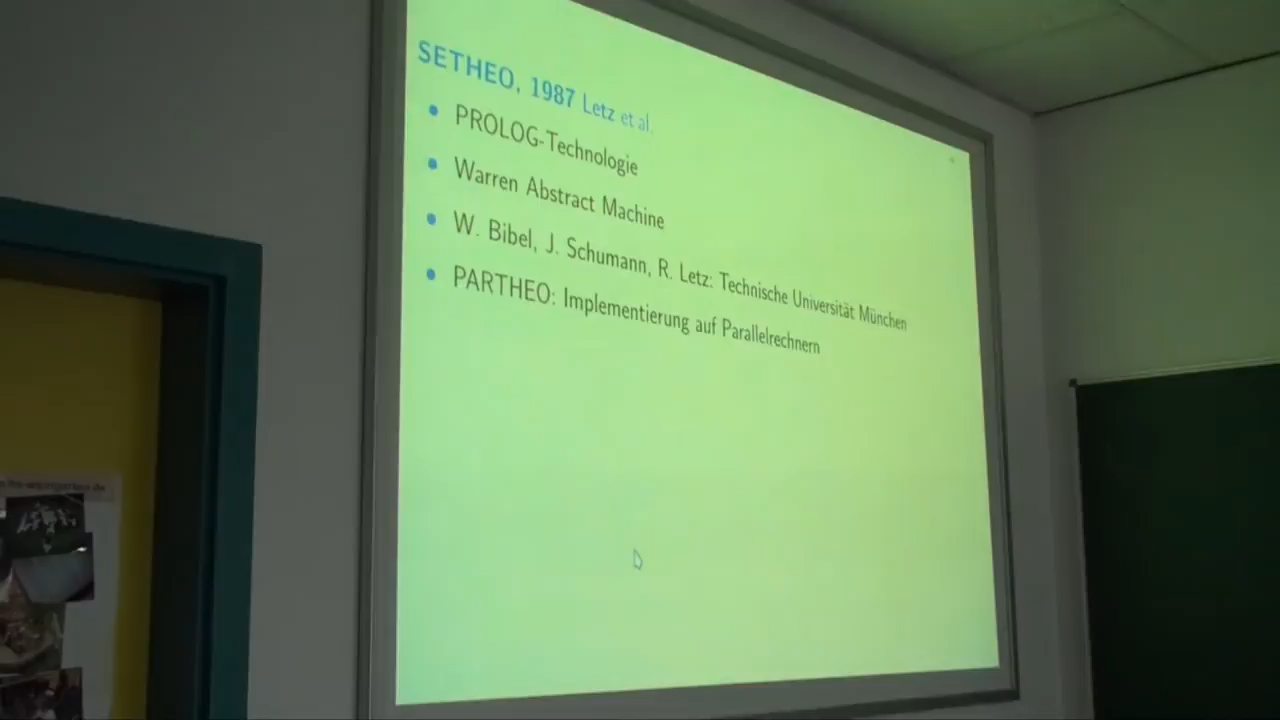 SETHEO, 1987 Letz et al.
• PROLOG-Technologie
• Warren Abstract Machine
• W. Bibel, J. Schumann, R. Letz: Technische Universität München
• PARTHEO: Implementierung auf Parallelrechnern